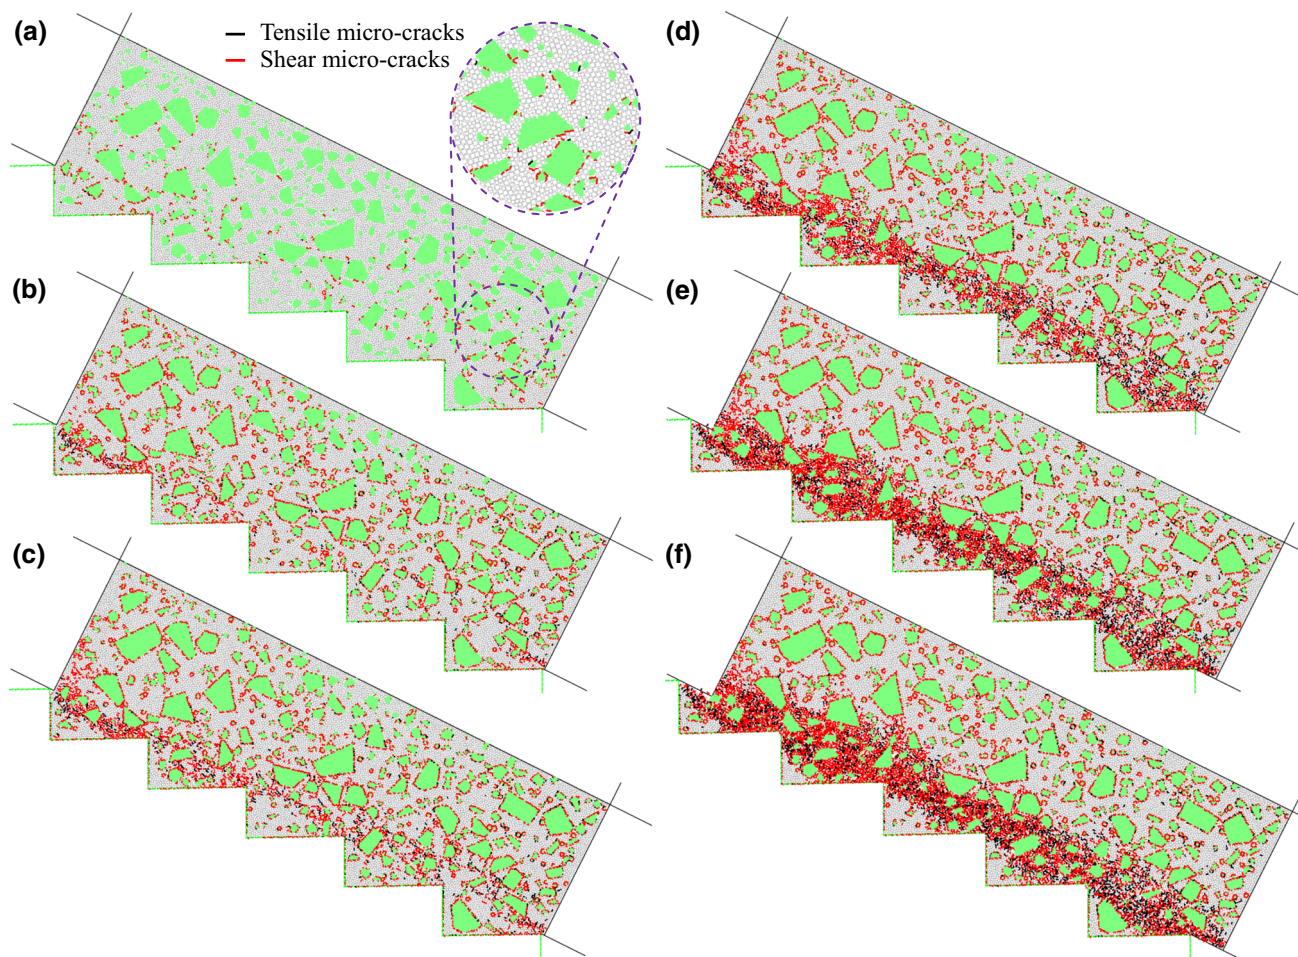 (a)
Tensile micro-cracks
Shear micro-cracks
(b)
(c)
(d)
(e)
(f)